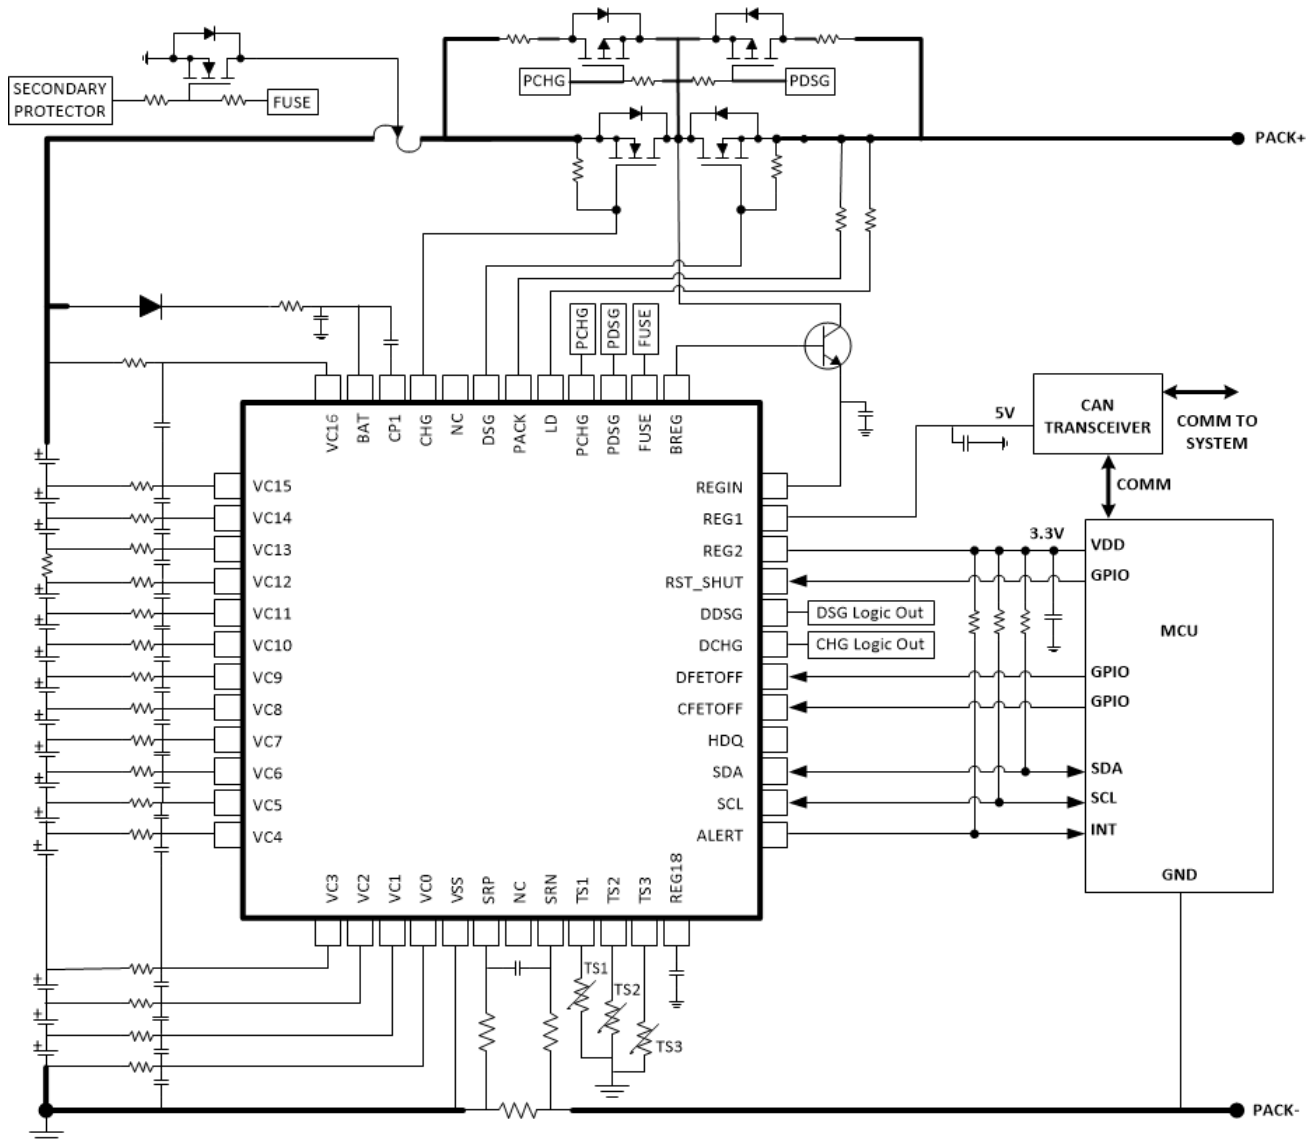 SECONDARY
PROTECTOR
FUSE
PCHG
PDSG
PACK+
PCHG
PDSG
FUSE
VC16
BAT
CP1
CHG
NC
DSG
PACK
LD
PCHG
PDSG
FUSE
BREG
5V
CAN
TRANSCEIVER
COMM TO
SYSTEM
COMM
VC15
VC14
VC13
VC12
VC11
VC10
VC9
VC8
VC7
VC6
VC5
VC4
REGIN
REG1
REG2
RST_SHUT
DDSG
DCHG
DFETOFF
CFETOFF
HDQ
SDA
SCL
ALERT
DSG Logic Out
CHG Logic Out
3.3V
VDD
GPIO
MCU
GPIO
GPIO
SDA
SCL
INT
GND
VC3
VC2
VC1
VC0
VSS
SRP
NC
SRN
TS1
TS2
TS3
REG18
TS1
TS2
TS3
PACK-